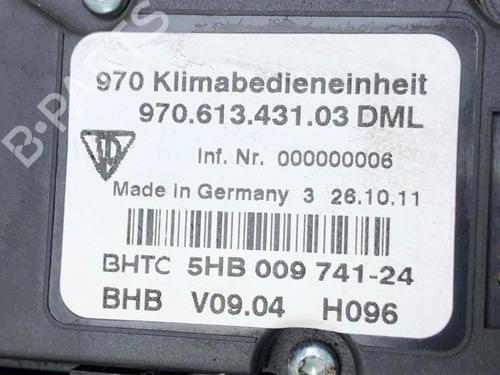 970 Klimabedieneinheit
970.613.431.03 DML
Inf. Nr. 000000006
Made in Germany 3 26.10.11
BHTC 5HB 009 741-24
BHB V09.04 H096
B-PARTS